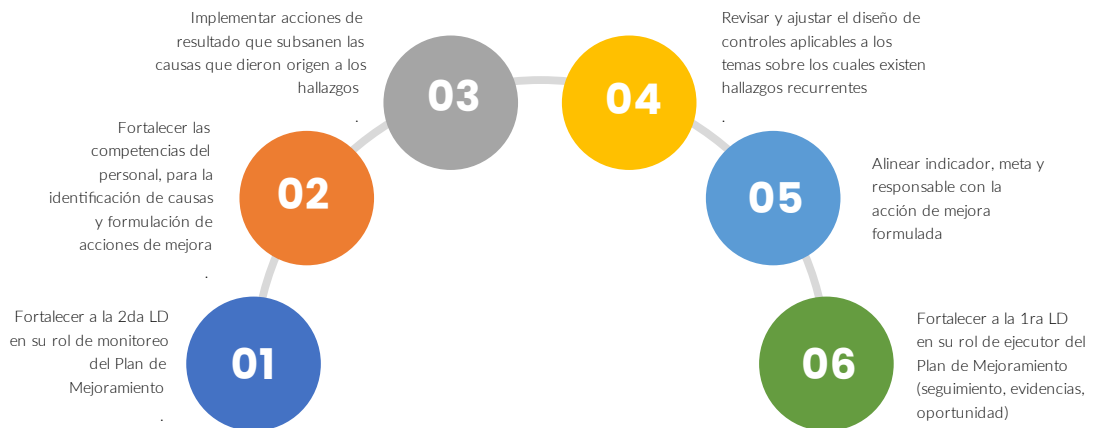 01
Fortalecer a la 2da LD
en su rol de monitoreo
del Plan de
Mejoramiento
.
02
Fortalecer las
competencias del
personal, para la
identificación de causas
y formulación de
acciones de mejora
.
03
Implementar acciones de
resultado que subsanen las
causas que dieron origen a los
hallazgos
.
04
Revisar y ajustar el diseño de
controles aplicables a los
temas sobre los cuales existen
hallazgos recurrentes
.
05
Alinear indicador, meta y
responsable con la
acción de mejora
formulada
06
Fortalecer a la 1ra LD
en su rol de ejecutor del
Plan de Mejoramiento
(seguimiento, evidencias,
oportunidad)